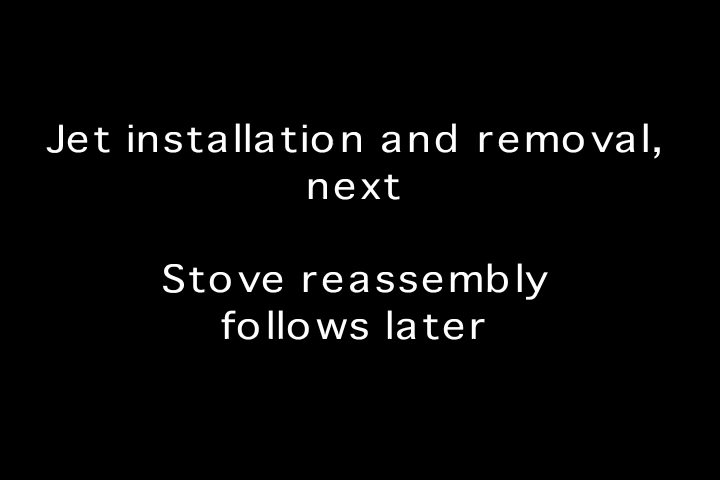 Jet installation and removal,
next
Stove reassembly
follows later